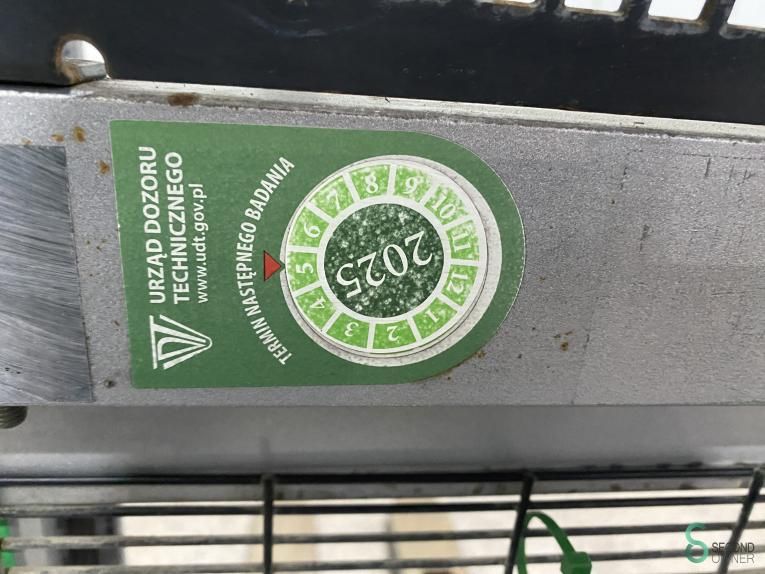 URZĄD DOZORU
TECHNICZNEGO
www.udt.gov.pl
TERMIN NASTĘPNEGO BADANIA
1 2 3 4 5 6 7 8 9 10 11 12
2025
SECOND
OWNER